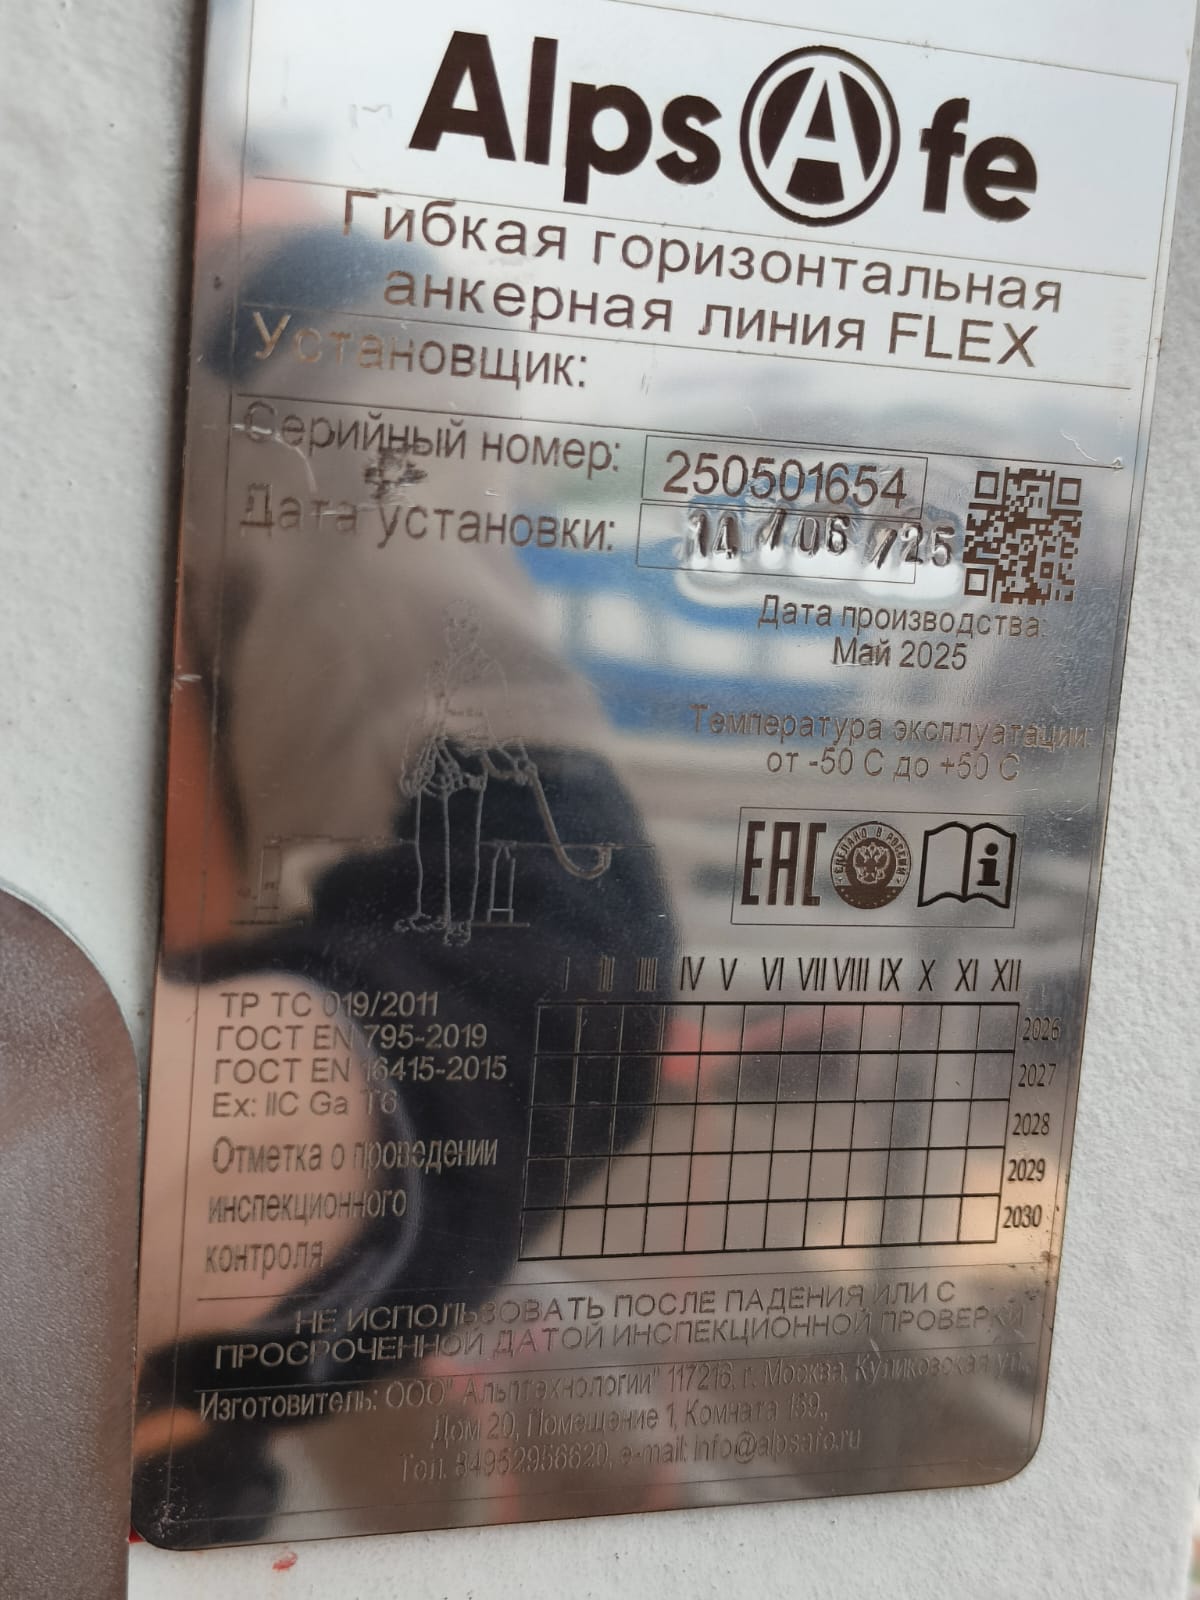 AlpsAfe
Гибкая горизонтальная
анкерная линия FLEX
Установщик:
Серийный номер: 250501654
Дата установки: 14/06/25
Дата производства:
Май 2025
Температура эксплуатации:
от -50 С до +50 С
EAC СДЕЛАНО В РОССИИ i
I II III IV V VI VII VIII IX X XI XII
2026
2027
2028
2029
2030
ТР ТС 019/2011
ГОСТ EN 795-2019
ГОСТ EN 16415-2015
Ex: IIC Ga T6
Отметка о проведении
инспекционного
контроля
НЕ ИСПОЛЬЗОВАТЬ ПОСЛЕ ПАДЕНИЯ ИЛИ С
ПРОСРОЧЕННОЙ ДАТОЙ ИНСПЕКЦИОННОЙ ПРОВЕРКИ
Изготовитель: ООО" Альптехнологии" 117216, г. Москва, Куликовская ул.,
Дом 20, Помещение 1, Комната 159,,
Тел. 84952956620, e-mail: info@alpsafe.ru